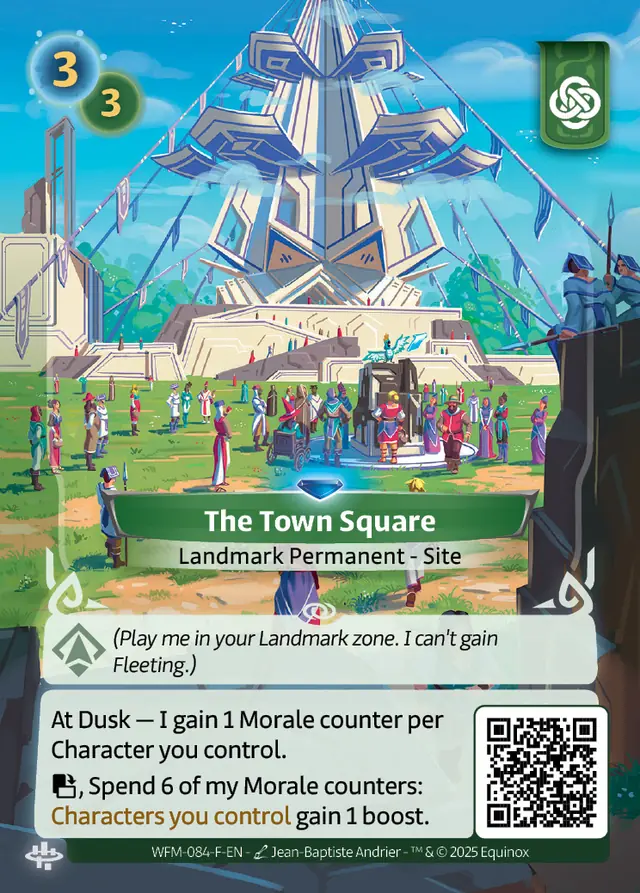 3
3
The Town Square
Landmark Permanent - Site
(Play me in your Landmark zone. I can't gain
Fleeting.)
At Dusk — I gain 1 Morale counter per
Character you control.
, Spend 6 of my Morale counters:
Characters you control gain 1 boost.
WFM-084-F-EN - Jean-Baptiste Andrier - ™ & © 2025 Equinox